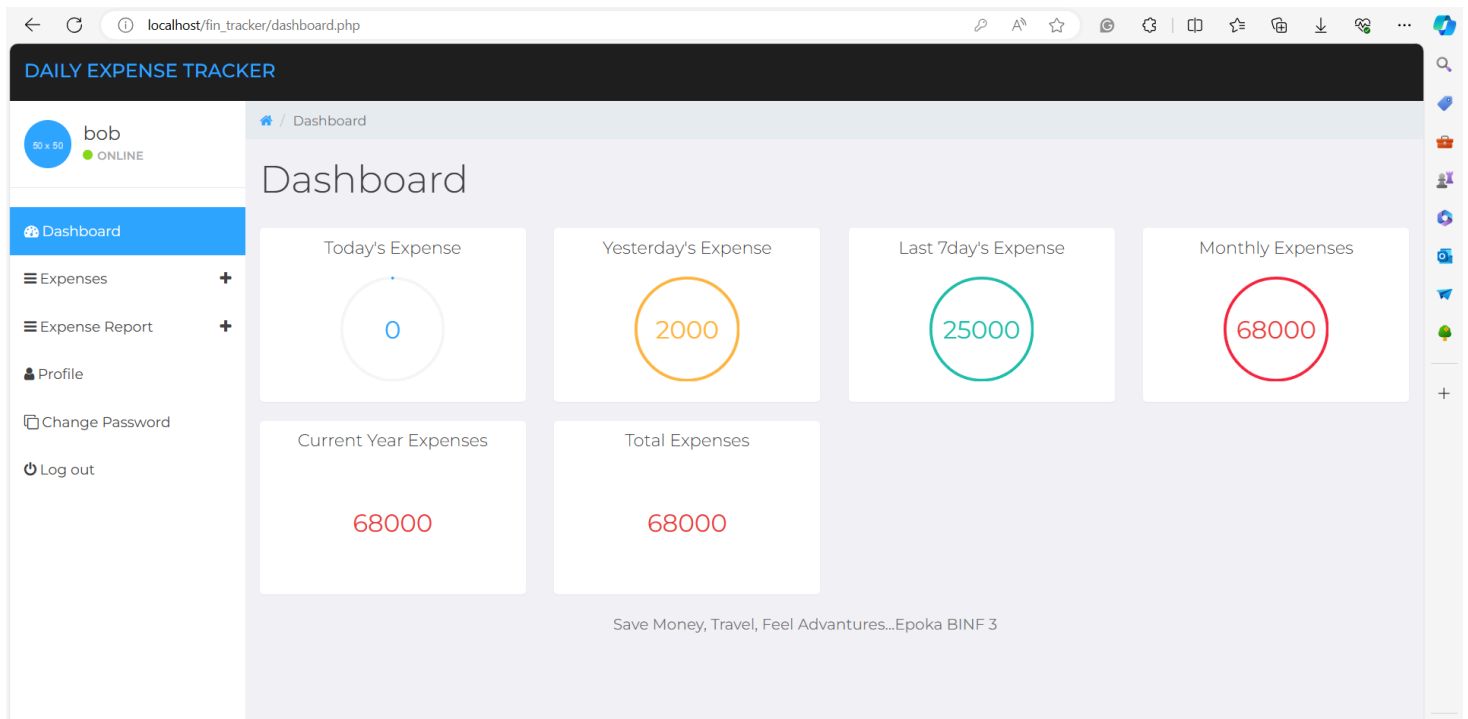 localhost/fin_tracker/dashboard.php
DAILY EXPENSE TRACKER
50 x 50
bob
ONLINE
/ Dashboard
Dashboard
Dashboard
Expenses
Expense Report
Profile
Change Password
Log out
Today's Expense
0
Yesterday's Expense
2000
Last 7day's Expense
25000
Monthly Expenses
68000
Current Year Expenses
68000
Total Expenses
68000
Save Money, Travel, Feel Advantures...Epoka BINF 3